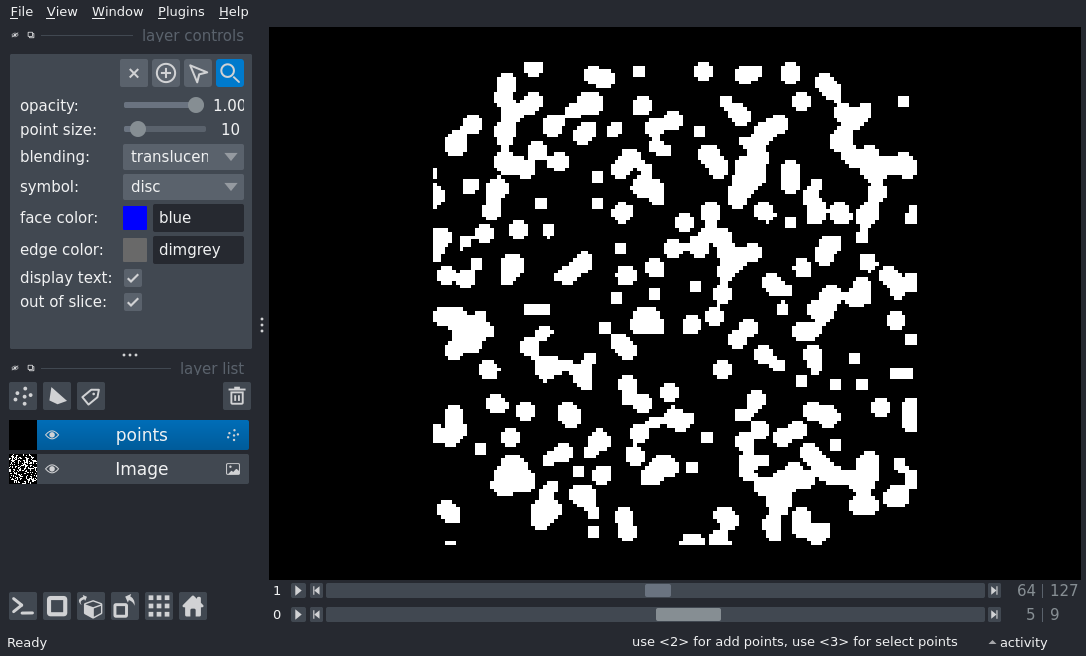 File View Window Plugins Help
layer controls
opacity: 1.00
point size: 10
blending: translucen
symbol: disc
face color: blue
edge color: dimgrey
display text:
out of slice:
layer list
points
Image
1 64 | 127
0 5 | 9
Ready use <2> for add points, use <3> for select points activity